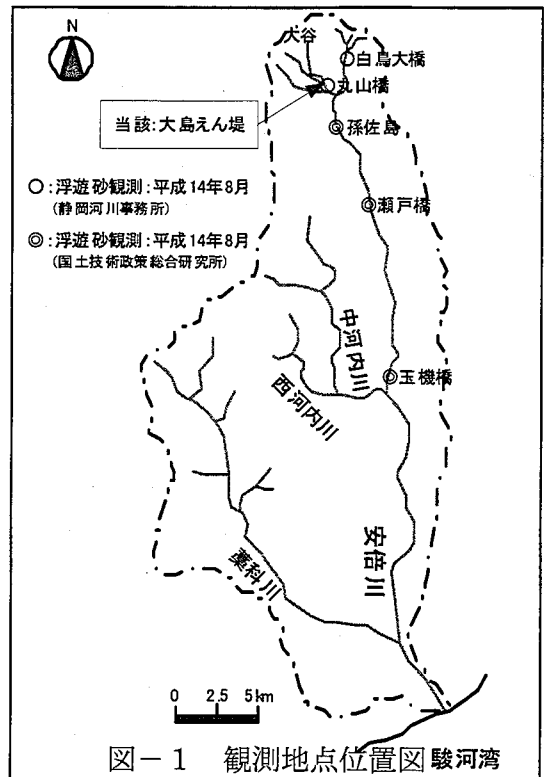 N
大谷
白鳥大橋
丸山橋
当該:大島えん堤
孫佐島
○:浮遊砂観測:平成14年8月
(静岡河川事務所)
瀬戸橋
◎:浮遊砂観測:平成14年8月
(国土技術政策総合研究所)
中河内川
玉機橋
西河内川
安倍川
藁科川
0 2.5 5km
図-1 観測地点位置図
駿河湾